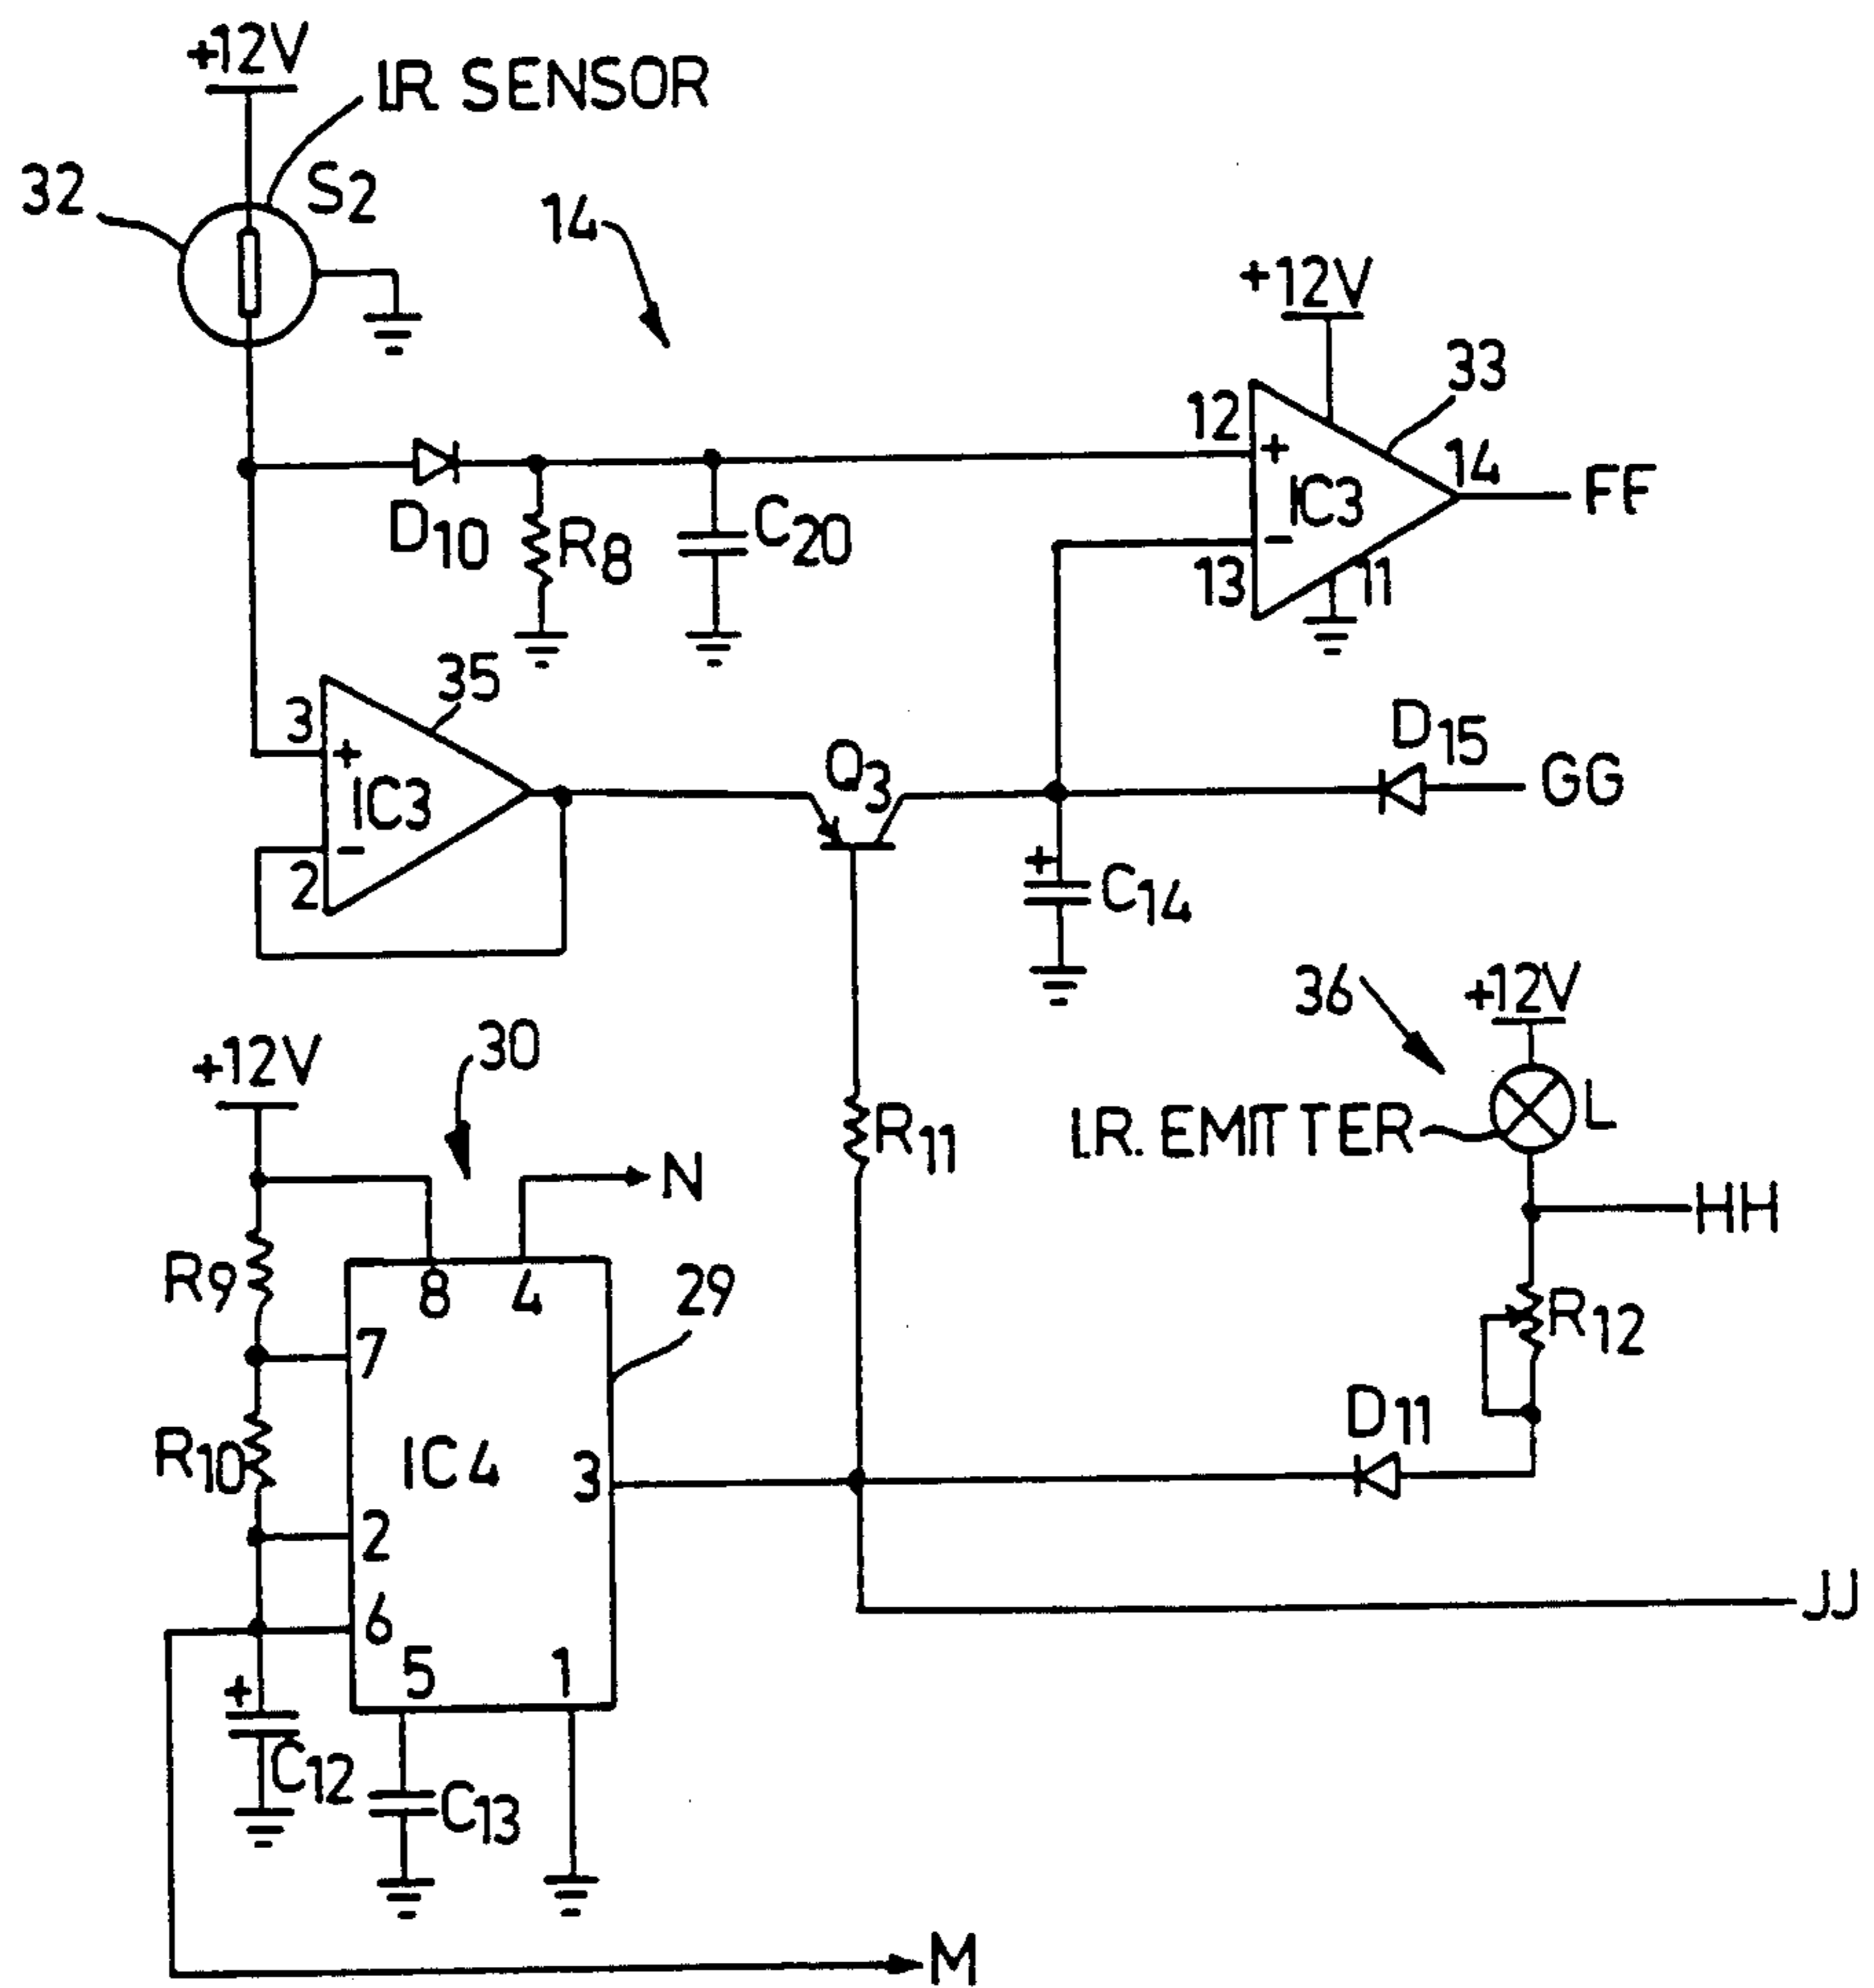 +12V
IR SENSOR
32
S2
14
+12V
33
12
+
14
FF
IC3
D10
R8
C20
-
13
11
35
3
+
IC3
-
2
Q3
D15
GG
+
C14
36
+12V
30
+12V
I.R. EMITTER
L
R11
N
HH
R9
8
4
29
7
R12
R10
IC4
3
D11
2
6
JJ
5
1
+
C12
C13
M